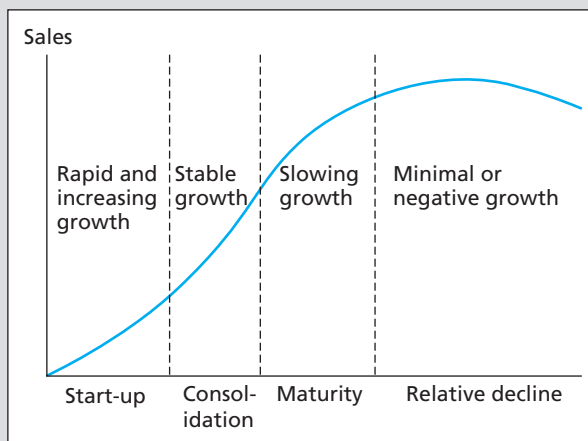 Sales
Rapid and
increasing
growth
Stable
growth
Slowing
growth
Minimal or
negative growth
Start-up
Consol-
idation
Maturity
Relative decline